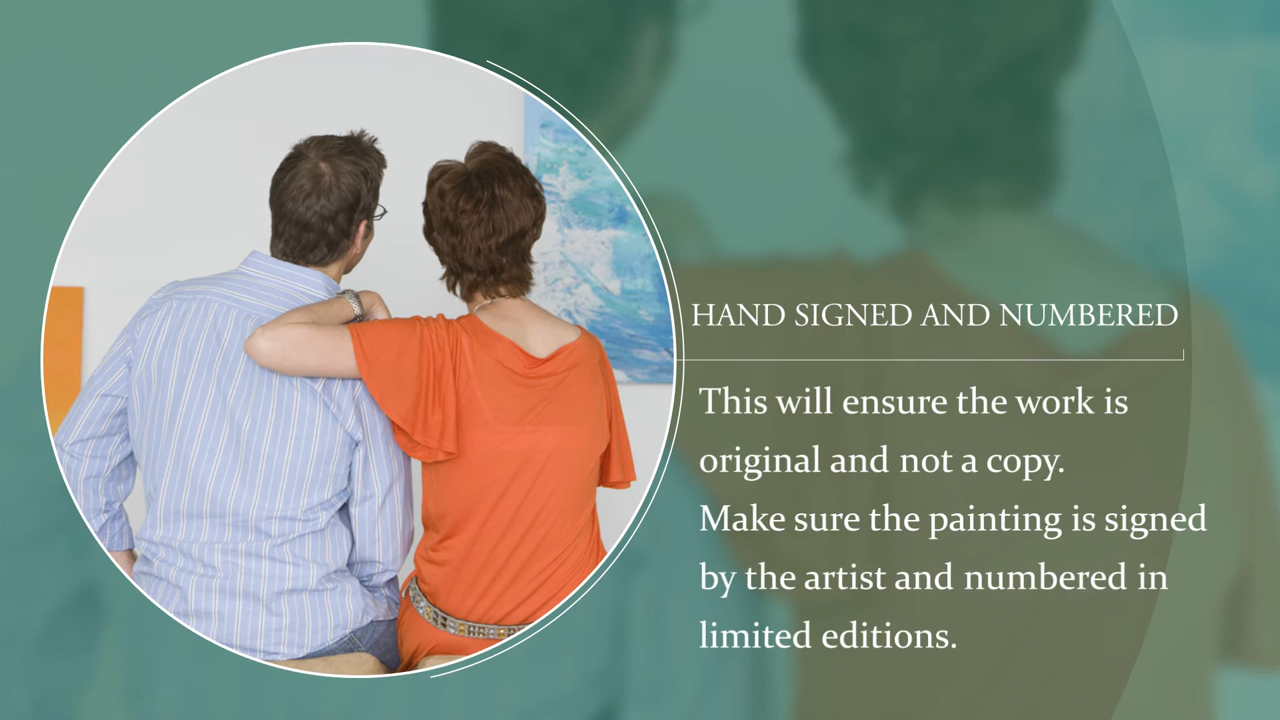 HAND SIGNED AND NUMBERED
This will ensure the work is
original and not a copy.
Make sure the painting is signed
by the artist and numbered in
limited editions.